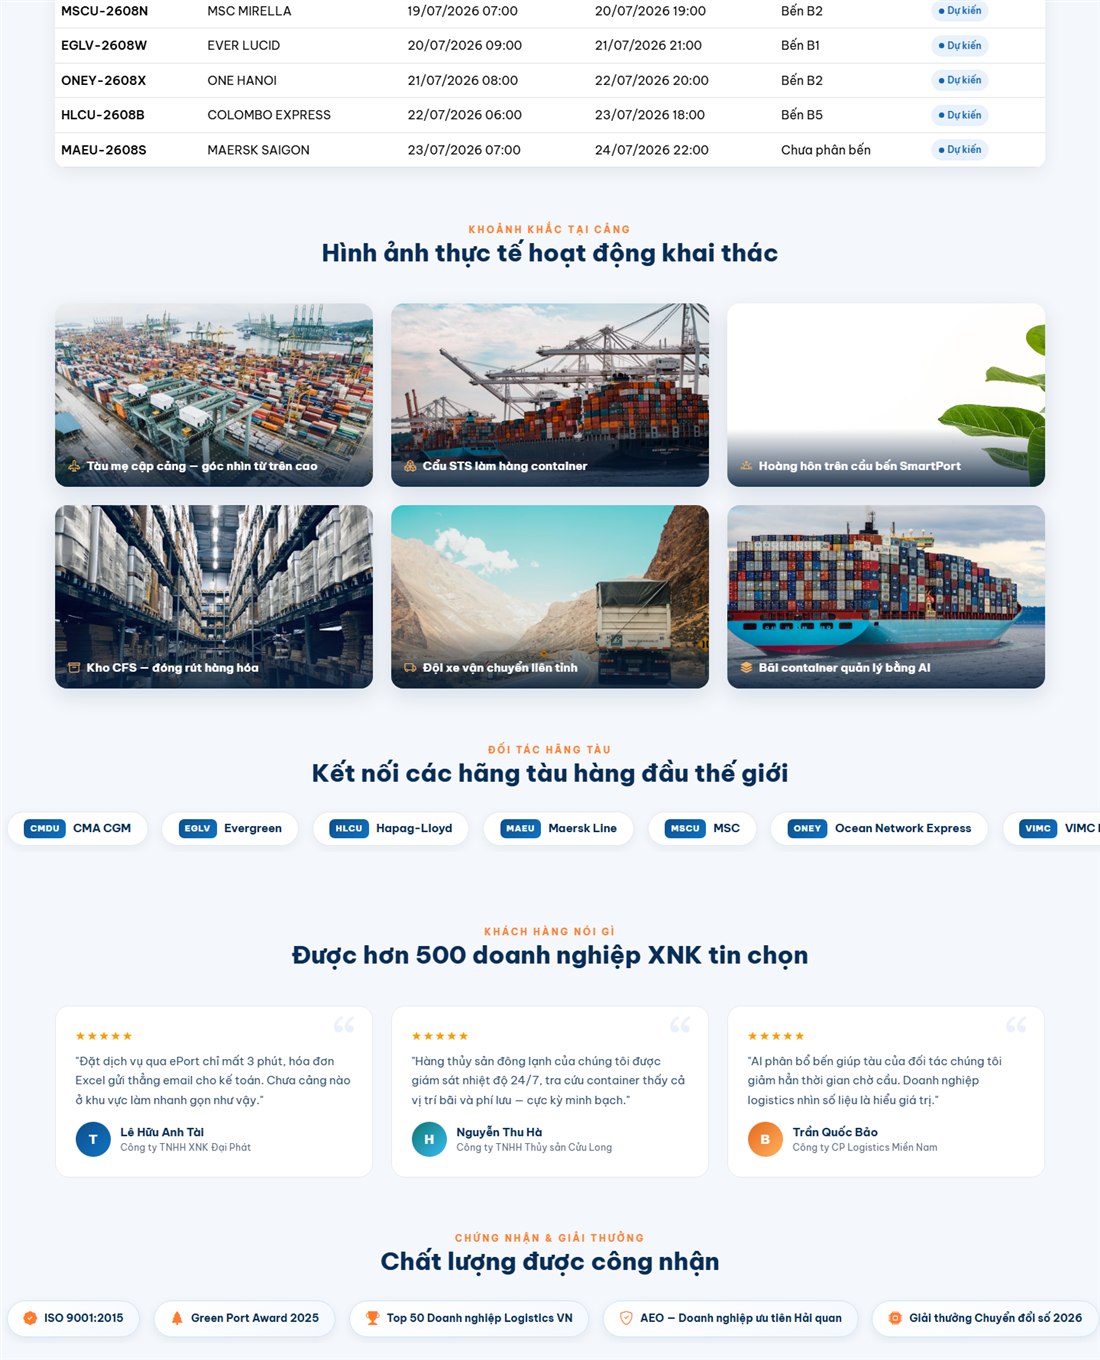 MSCU-2608N MSC MIRELLA 19/07/2026 07:00 20/07/2026 19:00 Bến B2 Dự kiến
EGLV-2608W EVER LUCID 20/07/2026 09:00 21/07/2026 21:00 Bến B1 Dự kiến
ONEY-2608X ONE HANOI 21/07/2026 08:00 22/07/2026 20:00 Bến B2 Dự kiến
HLCU-2608B COLOMBO EXPRESS 22/07/2026 06:00 23/07/2026 18:00 Bến B5 Dự kiến
MAEU-2608S MAERSK SAIGON 23/07/2026 07:00 24/07/2026 22:00 Chưa phân bến Dự kiến
KHOẢNH KHẮC TẠI CẢNG
Hình ảnh thực tế hoạt động khai thác
Tàu mẹ cập cảng — góc nhìn từ trên cao
Cẩu STS làm hàng container
Hoàng hôn trên cầu bến SmartPort
Kho CFS — đóng rút hàng hóa
Đội xe vận chuyển liên tỉnh
Bãi container quản lý bằng AI
ĐỐI TÁC HÃNG TÀU
Kết nối các hãng tàu hàng đầu thế giới
CMDU CMA CGM EGLV Evergreen HLCU Hapag-Lloyd MAEU Maersk Line MSCU MSC ONEY Ocean Network Express VIMC VIMC
KHÁCH HÀNG NÓI GÌ
Được hơn 500 doanh nghiệp XNK tin chọn
★★★★★
"Đặt dịch vụ qua ePort chỉ mất 3 phút, hóa đơn
Excel gửi thẳng email cho kế toán. Chưa cảng nào
ở khu vực làm nhanh gọn như vậy."
T Lê Hữu Anh Tài
Công ty TNHH XNK Đại Phát
★★★★★
"Hàng thủy sản đông lạnh của chúng tôi được
giám sát nhiệt độ 24/7, tra cứu container thấy cả
vị trí bãi và phí lưu — cực kỳ minh bạch."
H Nguyễn Thu Hà
Công ty TNHH Thủy sản Cửu Long
★★★★★
"AI phân bổ bến giúp tàu của đối tác chúng tôi
giảm hẳn thời gian chờ cầu. Doanh nghiệp
logistics nhìn số liệu là hiểu giá trị."
B Trần Quốc Bảo
Công ty CP Logistics Miền Nam
CHỨNG NHẬN & GIẢI THƯỞNG
Chất lượng được công nhận
ISO 9001:2015 Green Port Award 2025 Top 50 Doanh nghiệp Logistics VN AEO — Doanh nghiệp ưu tiên Hải quan Giải thưởng Chuyển đổi số 2026